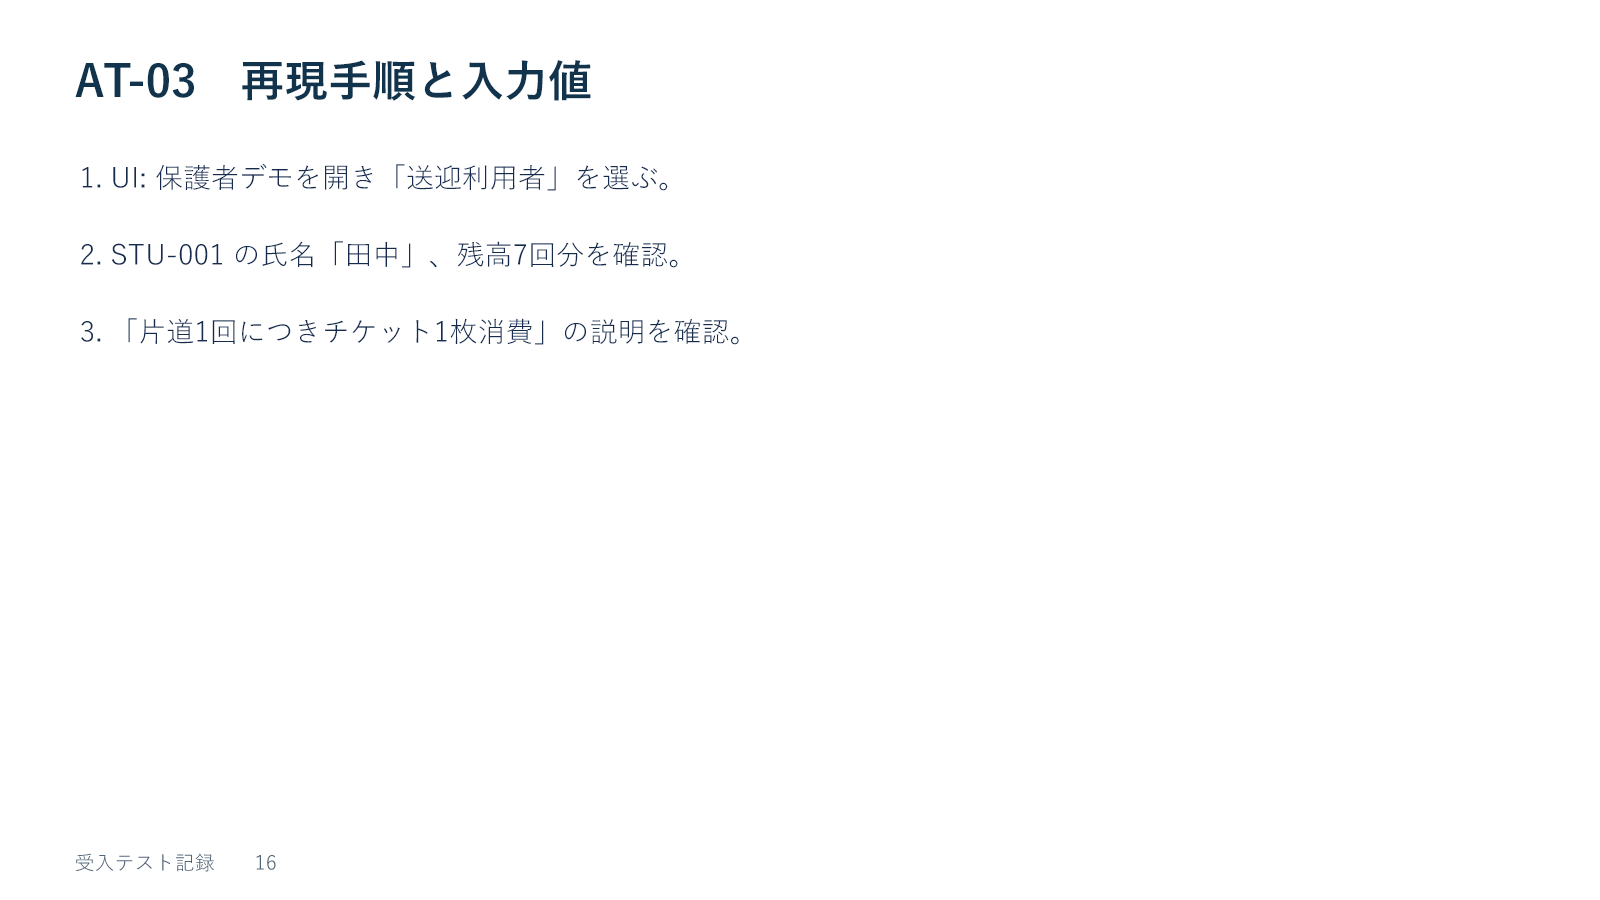 AT-03　再現手順と入力値
1. UI: 保護者デモを開き「送迎利用者」を選ぶ。
2. STU-001 の氏名「田中」、残高7回分を確認。
3. 「片道1回につきチケット1枚消費」の説明を確認。
受入テスト記録　　16